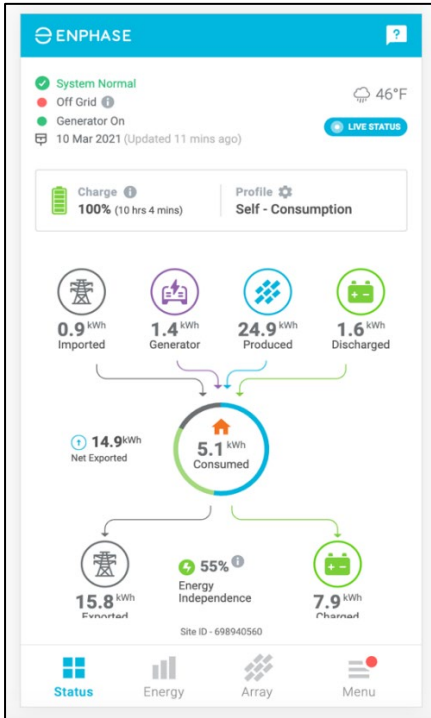 ENPHASE
?
System Normal
Off Grid
Generator On
10 Mar 2021 (Updated 11 mins ago)
46°F
LIVE STATUS
Charge
100% (10 hrs 4 mins)
Profile
Self - Consumption
0.9 kWh
Imported
1.4 kWh
Generator
24.9 kWh
Produced
1.6 kWh
Discharged
14.9 kWh
Net Exported
5.1 kWh
Consumed
15.8 kWh
Exported
55%
Energy
Independence
7.9 kWh
Charged
Site ID - 698940560
Status
Energy
Array
Menu